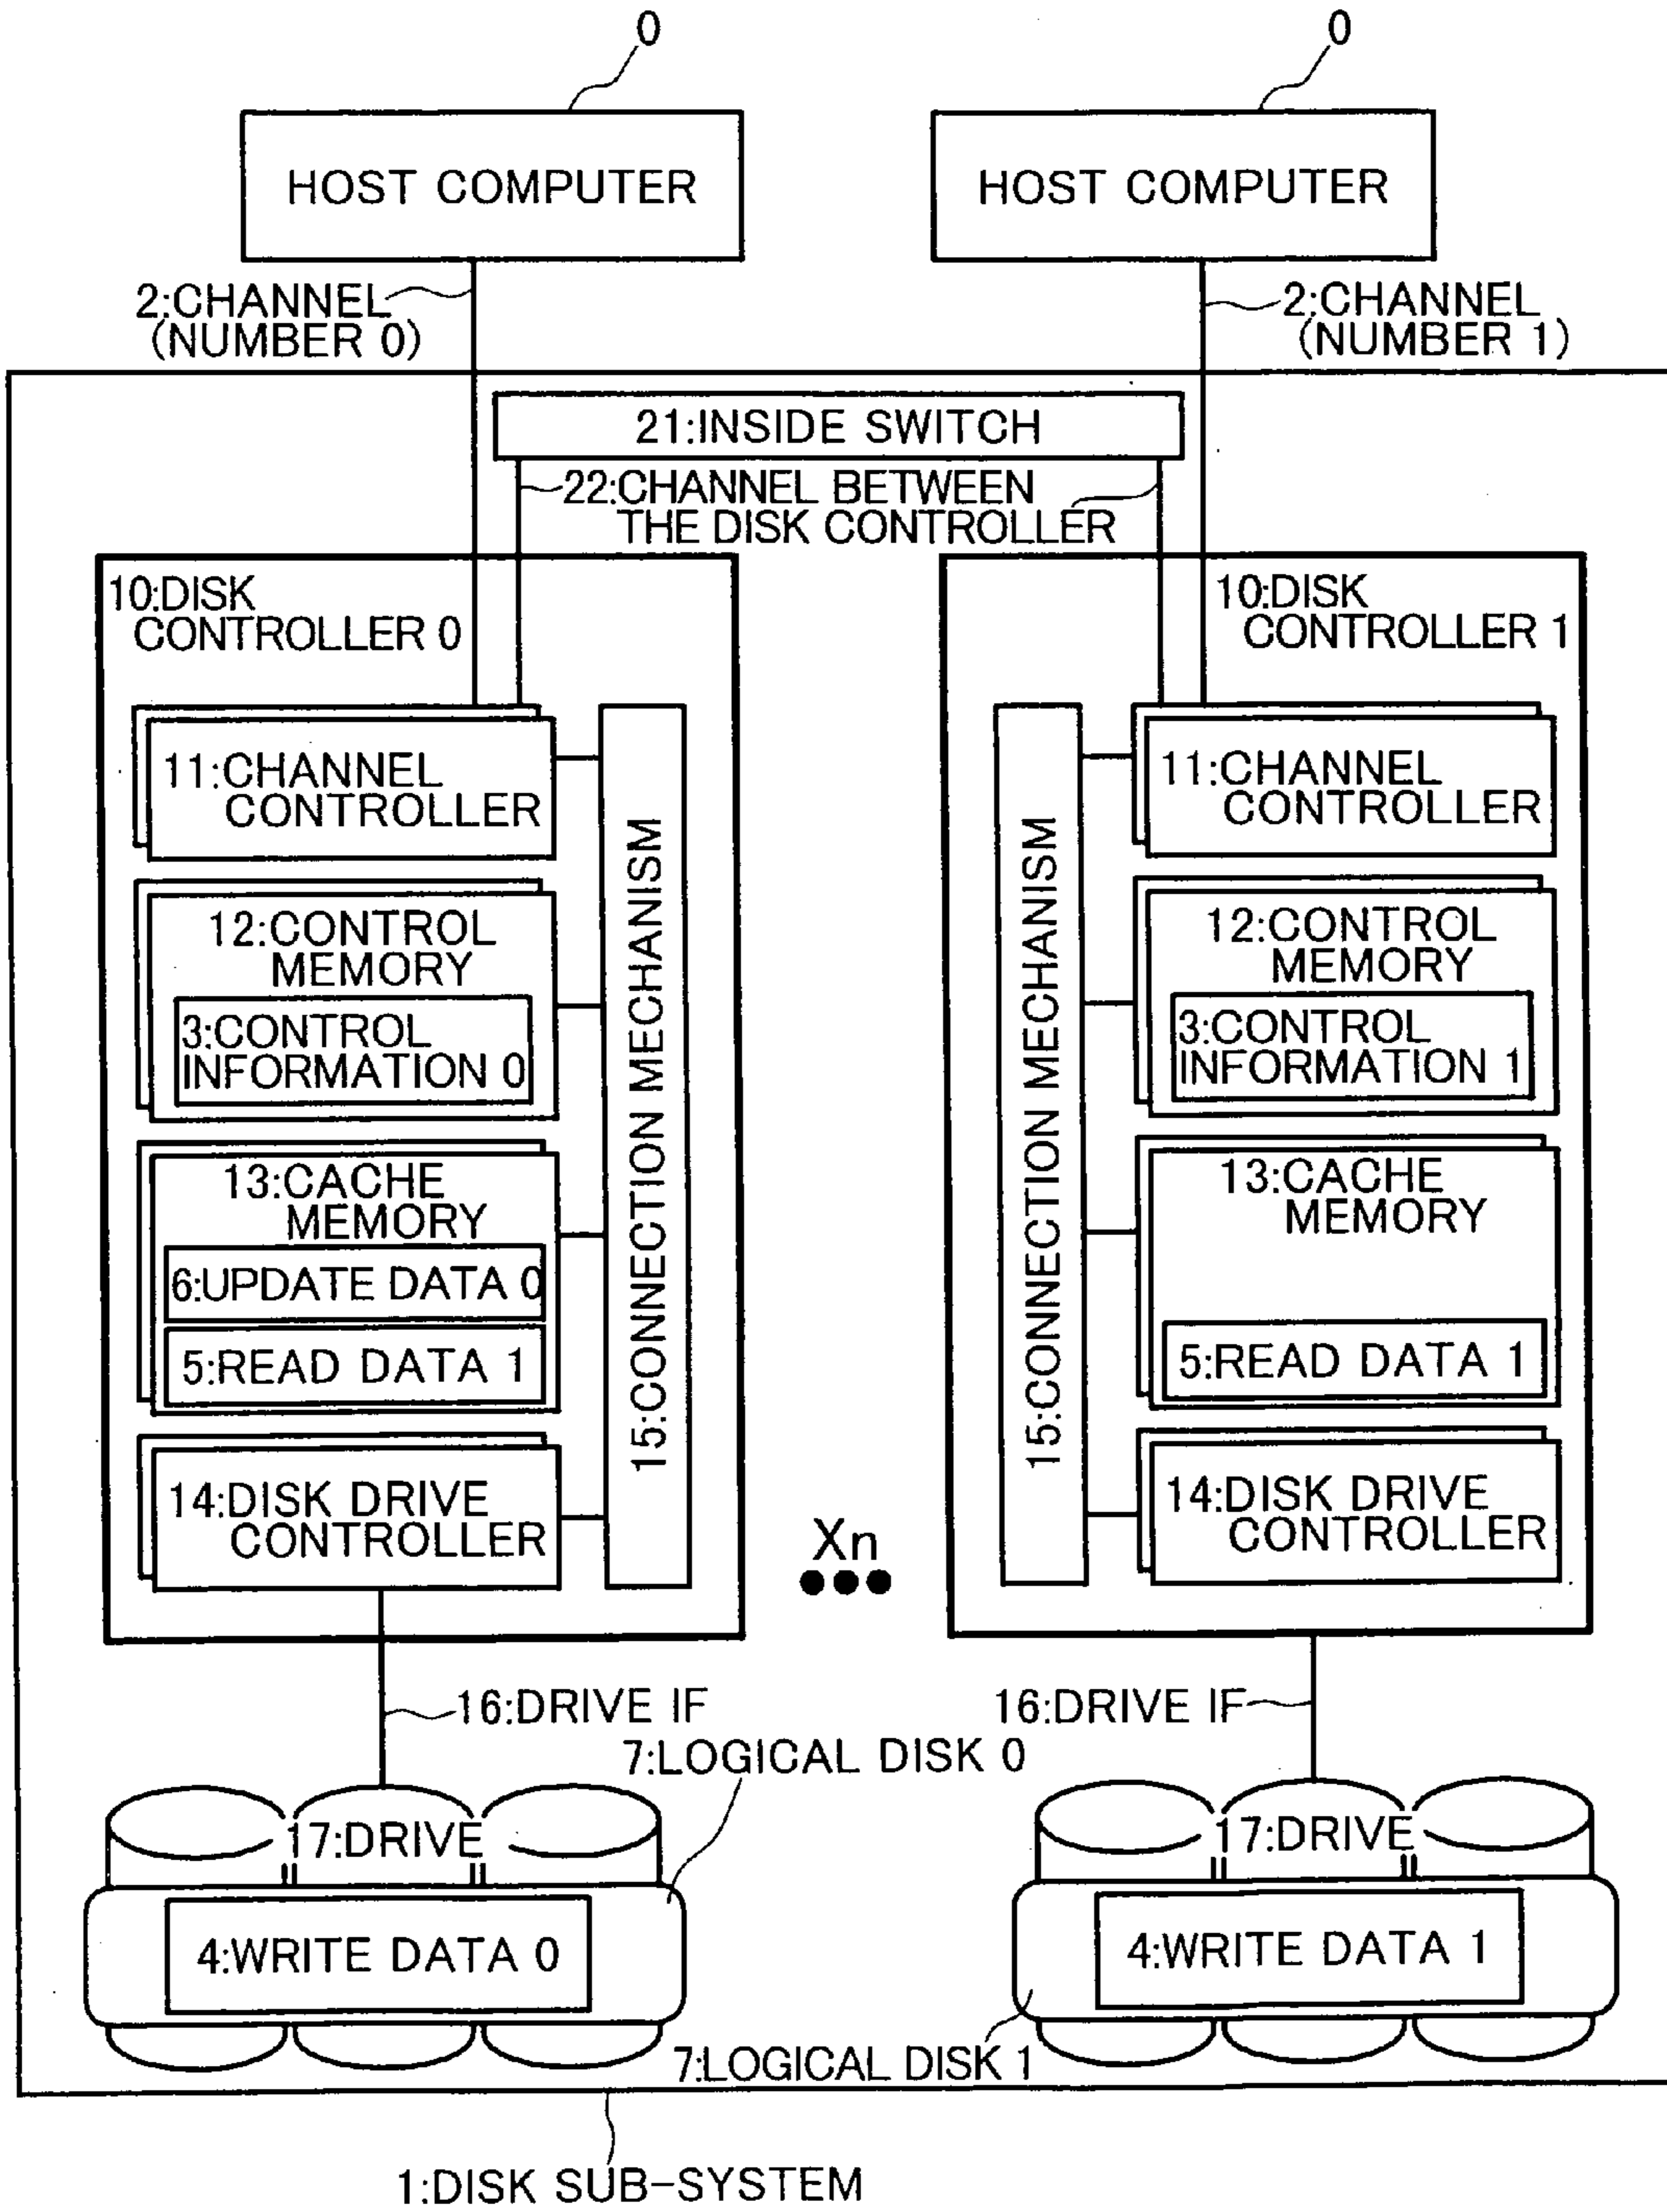 0
0
HOST COMPUTER
HOST COMPUTER
2:CHANNEL
(NUMBER 0)
2:CHANNEL
(NUMBER 1)
21:INSIDE SWITCH
22:CHANNEL BETWEEN
THE DISK CONTROLLER
10:DISK
CONTROLLER 0
11:CHANNEL
CONTROLLER
12:CONTROL
MEMORY
3:CONTROL
INFORMATION 0
13:CACHE
MEMORY
6:UPDATE DATA 0
5:READ DATA 1
14:DISK DRIVE
CONTROLLER
15:CONNECTION MECHANISM
Xn
10:DISK
CONTROLLER 1
15:CONNECTION MECHANISM
11:CHANNEL
CONTROLLER
12:CONTROL
MEMORY
3:CONTROL
INFORMATION 1
13:CACHE
MEMORY
5:READ DATA 1
14:DISK DRIVE
CONTROLLER
16:DRIVE IF
16:DRIVE IF
7:LOGICAL DISK 0
17:DRIVE
17:DRIVE
4:WRITE DATA 0
4:WRITE DATA 1
7:LOGICAL DISK 1
1:DISK SUB-SYSTEM